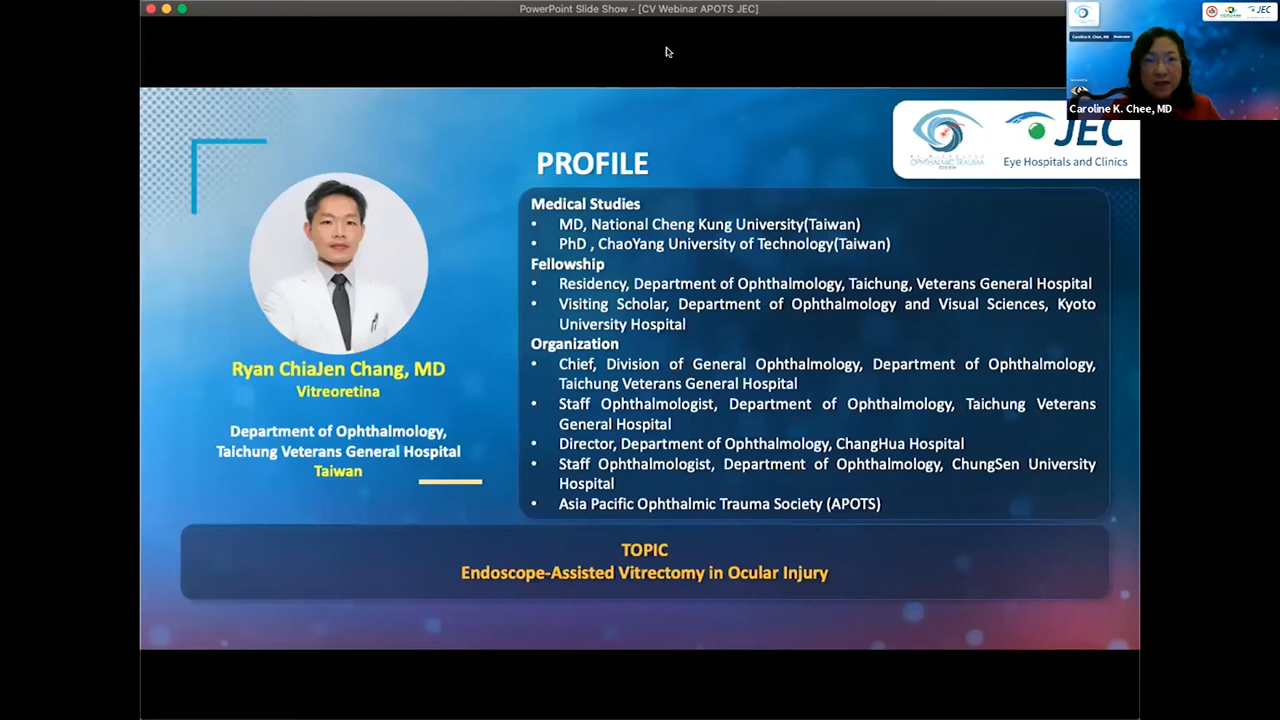 PowerPoint Slide Show - [CV Webinar APOTS JEC]
Caroline K. Chee, MD
JEC
Caroline K. Chee, MD
OPHTHALMIC TRAUMA
SOCIETY
JEC
Eye Hospitals and Clinics
PROFILE
Medical Studies
• MD, National Cheng Kung University(Taiwan)
• PhD , ChaoYang University of Technology(Taiwan)
Fellowship
• Residency, Department of Ophthalmology, Taichung, Veterans General Hospital
• Visiting Scholar, Department of Ophthalmology and Visual Sciences, Kyoto
University Hospital
Organization
• Chief, Division of General Ophthalmology, Department of Ophthalmology,
Taichung Veterans General Hospital
• Staff Ophthalmologist, Department of Ophthalmology, Taichung Veterans
General Hospital
• Director, Department of Ophthalmology, ChangHua Hospital
• Staff Ophthalmologist, Department of Ophthalmology, ChungSen University
Hospital
• Asia Pacific Ophthalmic Trauma Society (APOTS)
Ryan ChiaJen Chang, MD
Vitreoretina
Department of Ophthalmology,
Taichung Veterans General Hospital
Taiwan
TOPIC
Endoscope-Assisted Vitrectomy in Ocular Injury